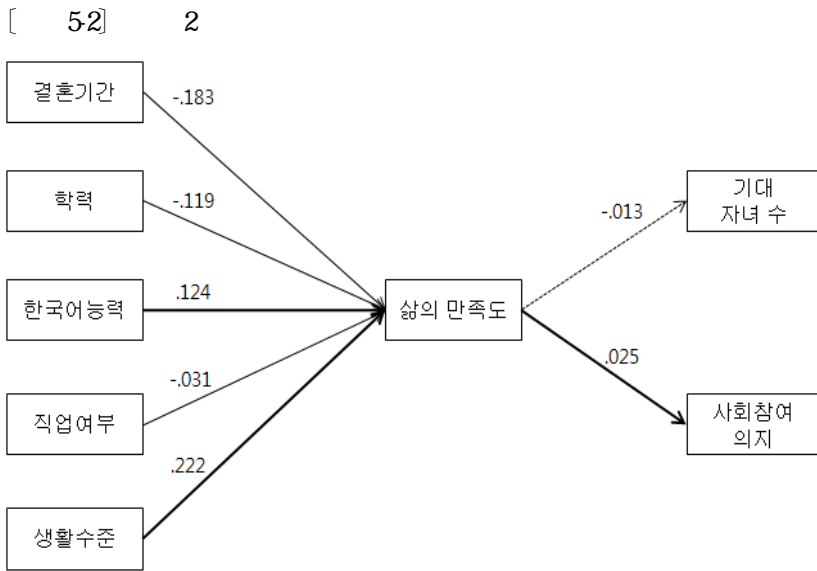 [ 5-2] 2
결혼기간
-.183
학력
-.119
기대
자녀 수
-.013
한국어능력
.124
삶의 만족도
.025
직업여부
-.031
사회참여
의지
.222
생활수준